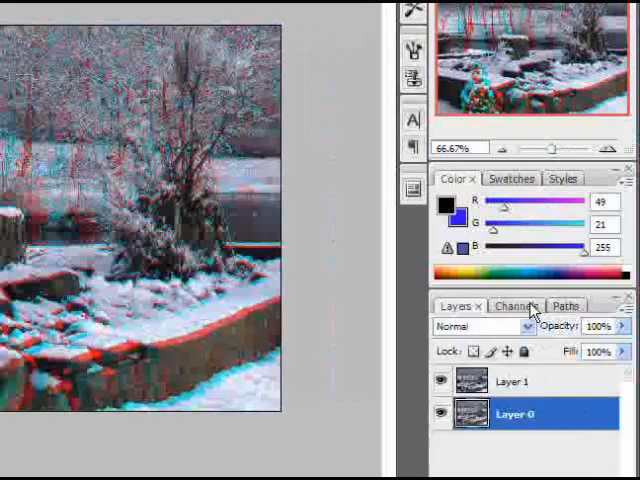 A
¶
66.67%
Color × Swatches Styles
R 49
G 21
B 255
Layers × Channels Paths
Normal Opacity: 100%
Lock: Fill: 100%
Layer 1
Layer 0